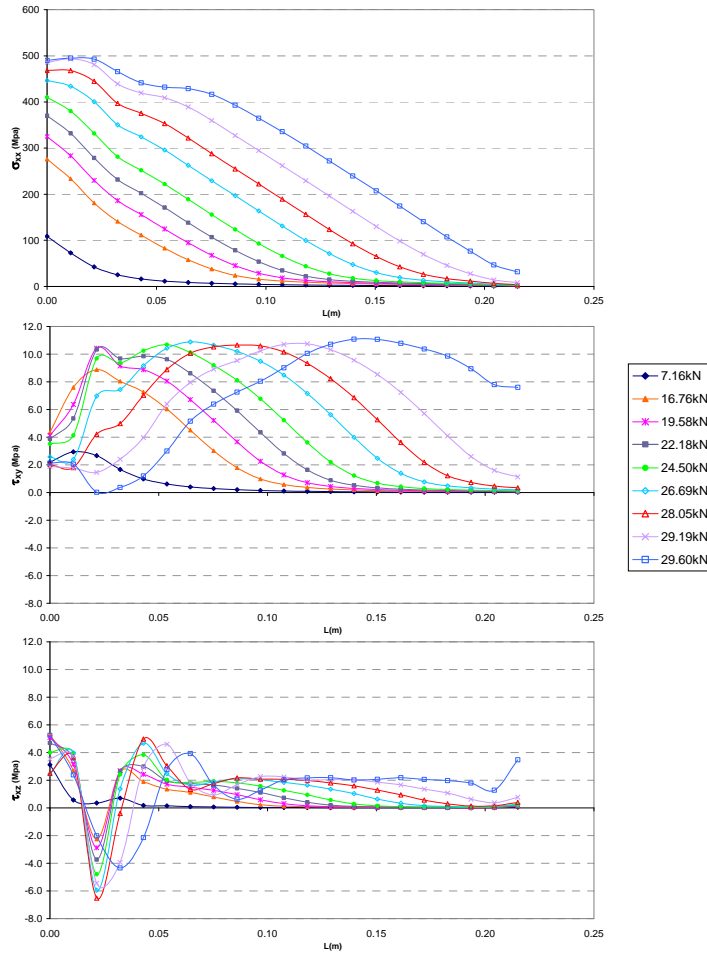 600
500
400
300
200
100
0
σxx (Mpa)
0.00 0.05 0.10 0.15 0.20 0.25
L(m)
12.0
10.0
8.0
6.0
4.0
2.0
0.0
-2.0
-4.0
-6.0
-8.0
τxy (Mpa)
0.00 0.05 0.10 0.15 0.20 0.25
L(m)
7.16kN
16.76kN
19.58kN
22.18kN
24.50kN
26.69kN
28.05kN
29.19kN
29.60kN
12.0
10.0
8.0
6.0
4.0
2.0
0.0
-2.0
-4.0
-6.0
-8.0
τxz (Mpa)
0.00 0.05 0.10 0.15 0.20 0.25
L(m)